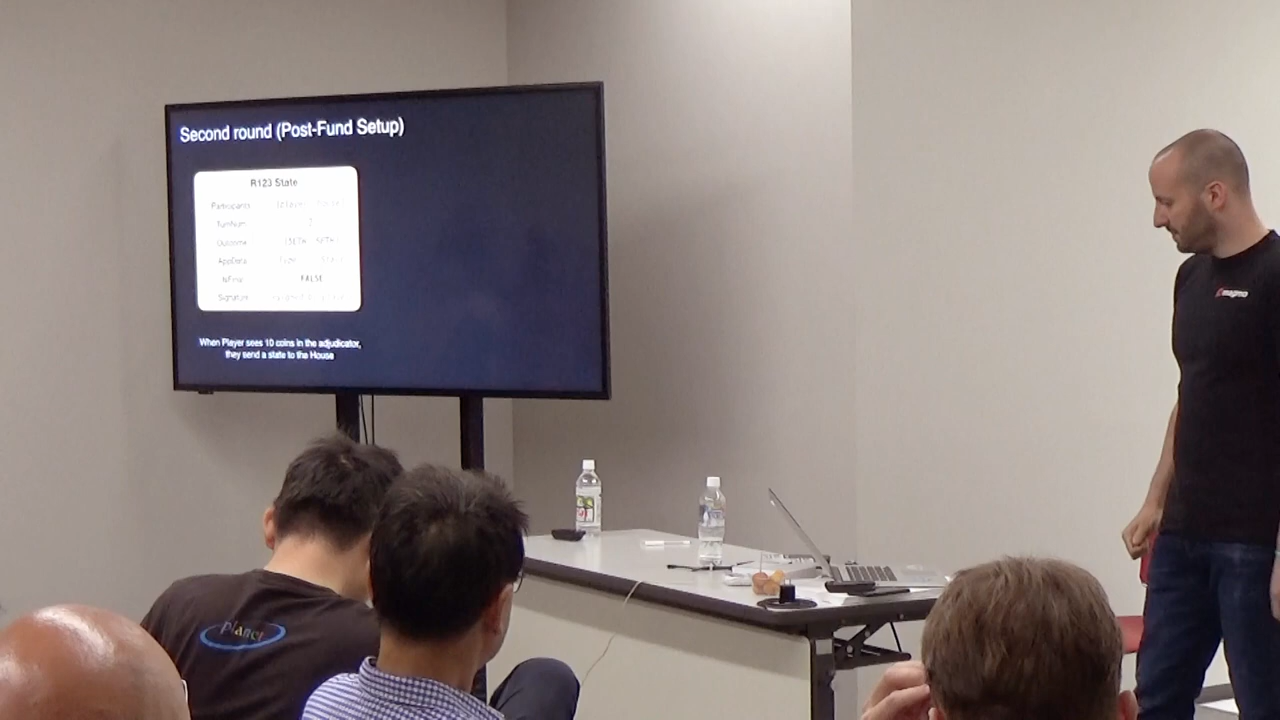 Second round (Post-Fund Setup)
R123 State
Participants
TurnNum
Outcome
AppData
isFinal
FALSE
Signature
When Player sees 10 coins in the adjudicator,
they send a state to the House
magmo
planet